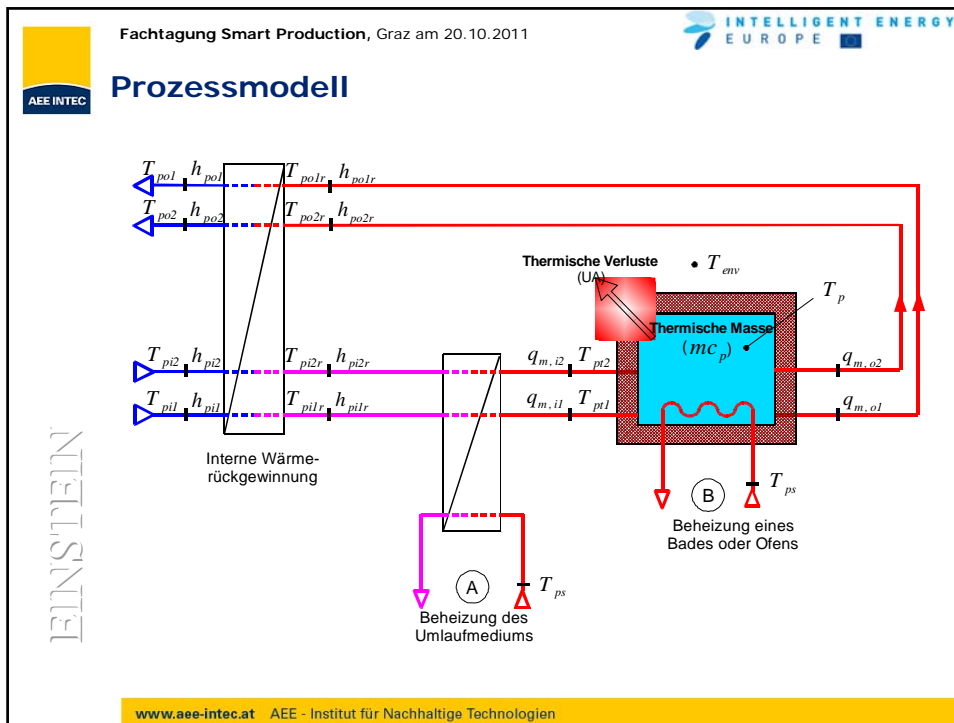 Fachtagung Smart Production, Graz am 20.10.2011
INTELLIGENT ENERGY
EUROPE
AEE INTEC
Prozessmodell
T po1 h po1 T po1r h po1r
T po2 h po2 T po2r h po2r
Thermische Verluste
(UA)
T env
T p
Thermische Masse
(mc p)
T pi2 h pi2 T pi2r h pi2r q m, i2 T pt2 q m, o2
T pi1 h pi1 T pi1r h pi1r q m, i1 T pt1 q m, o1
Interne Wärme-
rückgewinnung
B
T ps
Beheizung eines
Bades oder Ofens
A
T ps
Beheizung des
Umlaufmediums
EINSTEIN
www.aee-intec.at AEE - Institut für Nachhaltige Technologien